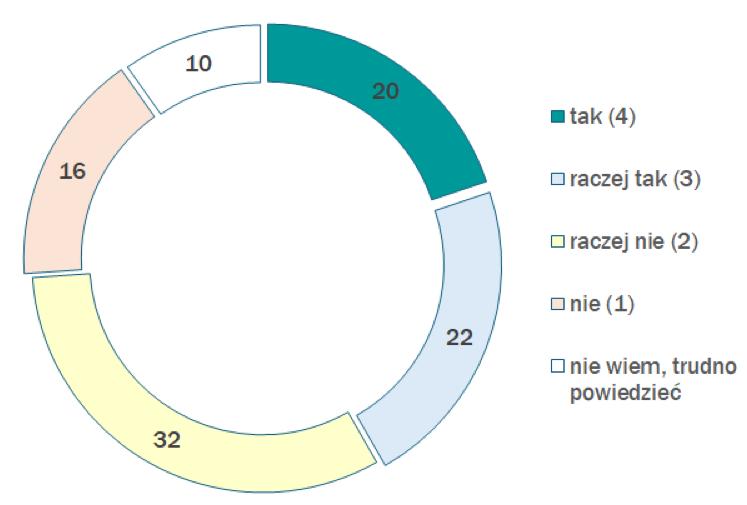 10
20
16
22
32
tak (4)
raczej tak (3)
raczej nie (2)
nie (1)
nie wiem, trudno
powiedzieć